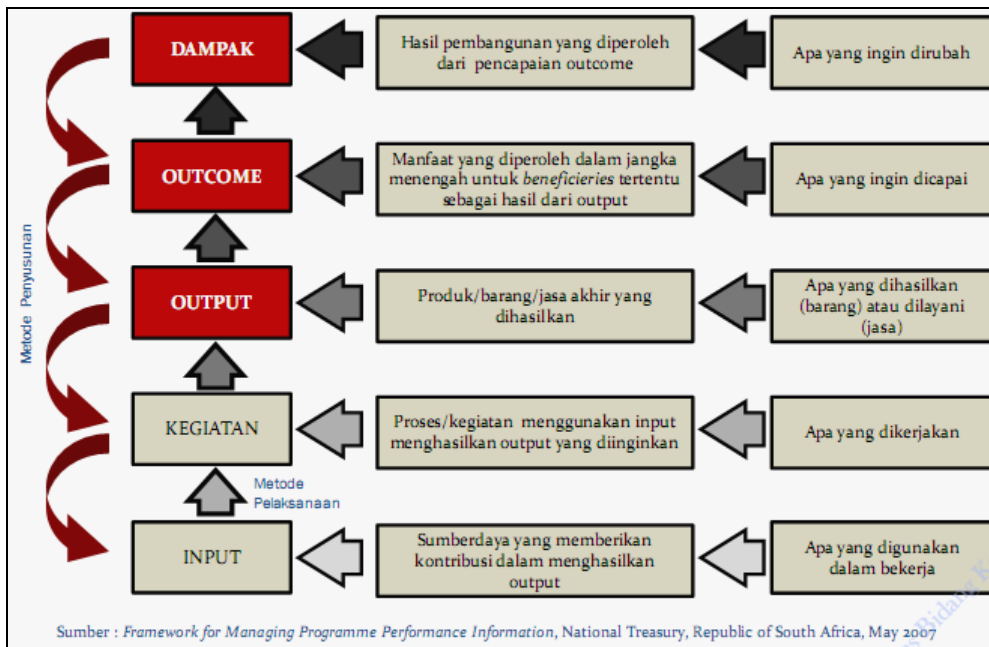 DAMPAK
Hasil pembangunan yang diperoleh
dari pencapaian outcome
Apa yang ingin dirubah
OUTCOME
Manfaat yang diperoleh dalam jangka
menengah untuk beneficieries tertentu
sebagai hasil dari output
Apa yang ingin dicapai
Metode Penyusunan
OUTPUT
Produk/barang/jasa akhir yang
dihasilkan
Apa yang dihasilkan
(barang) atau dilayani
(jasa)
KEGIATAN
Proses/kegiatan menggunakan input
menghasilkan output yang diinginkan
Apa yang dikerjakan
Metode
Pelaksanaan
INPUT
Sumberdaya yang memberikan
kontribusi dalam menghasilkan
output
Apa yang digunakan
dalam bekerja
Bidang
Sumber : Framework for Managing Programme Performance Information, National Treasury, Republic of South Africa, May 2007